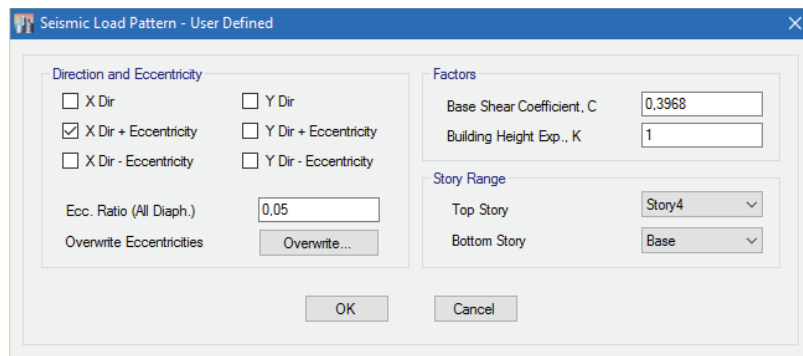 Seismic Load Pattern - User Defined
Direction and Eccentricity
X Dir
Y Dir
X Dir + Eccentricity
Y Dir + Eccentricity
X Dir - Eccentricity
Y Dir - Eccentricity
Ecc. Ratio (All Diaph.)
0,05
Overwrite Eccentricities
Overwrite...
Factors
Base Shear Coefficient, C
0,3968
Building Height Exp., K
1
Story Range
Top Story
Story4
Bottom Story
Base
OK
Cancel